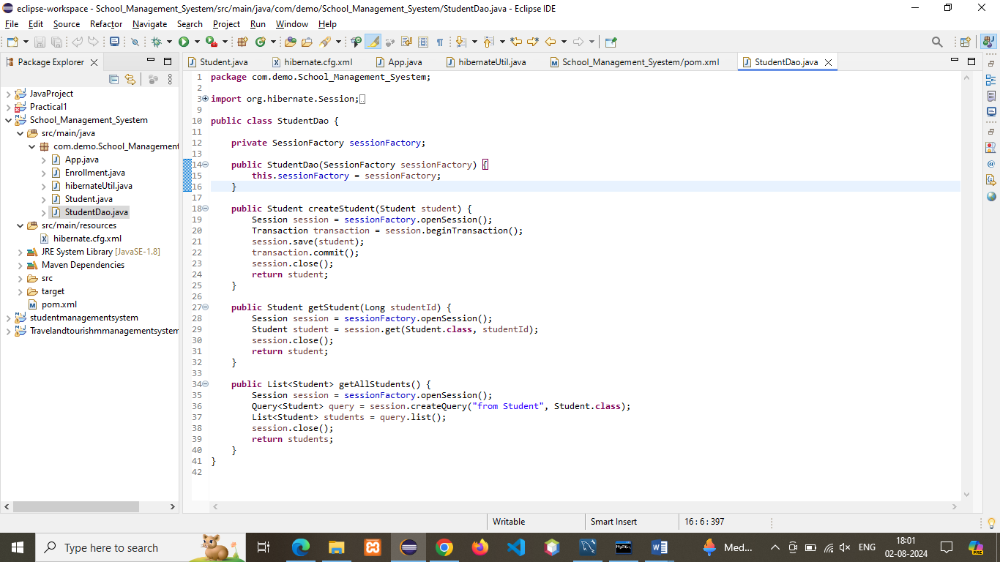 eclipse-workspace - School_Management_Syestem/src/main/java/com/demo/School_Management_Syestem/StudentDao.java - Eclipse IDE
File Edit Source Refactor Navigate Search Project Run Window Help
Package Explorer
JavaProject
Practical1
School_Management_Syestem
src/main/java
com.demo.School_Management
App.java
Enrollment.java
hibernateUtil.java
Student.java
StudentDao.java
src/main/resources
hibernate.cfg.xml
JRE System Library [JavaSE-1.8]
Maven Dependencies
src
target
pom.xml
studentmanagementsystem
Travelandtourishmmanagementsystem
Student.java hibernate.cfg.xml App.java hibernateUtil.java School_Management_Syestem/pom.xml StudentDao.java
1 package com.demo.School_Management_Syestem;
2
3 import org.hibernate.Session;
9
10 public class StudentDao {
11
12 private SessionFactory sessionFactory;
13
14 public StudentDao(SessionFactory sessionFactory) {
15 this.sessionFactory = sessionFactory;
16 }
17
18 public Student createStudent(Student student) {
19 Session session = sessionFactory.openSession();
20 Transaction transaction = session.beginTransaction();
21 session.save(student);
22 transaction.commit();
23 session.close();
24 return student;
25 }
26
27 public Student getStudent(Long studentId) {
28 Session session = sessionFactory.openSession();
29 Student student = session.get(Student.class, studentId);
30 session.close();
31 return student;
32 }
33
34 public List<Student> getAllStudents() {
35 Session session = sessionFactory.openSession();
36 Query<Student> query = session.createQuery("from Student", Student.class);
37 List<Student> students = query.list();
38 session.close();
39 return students;
40 }
41 }
42
Writable Smart Insert 16 : 6 : 397
Type here to search
Med...
ENG
18:01
02-08-2024
MySQL
PRE